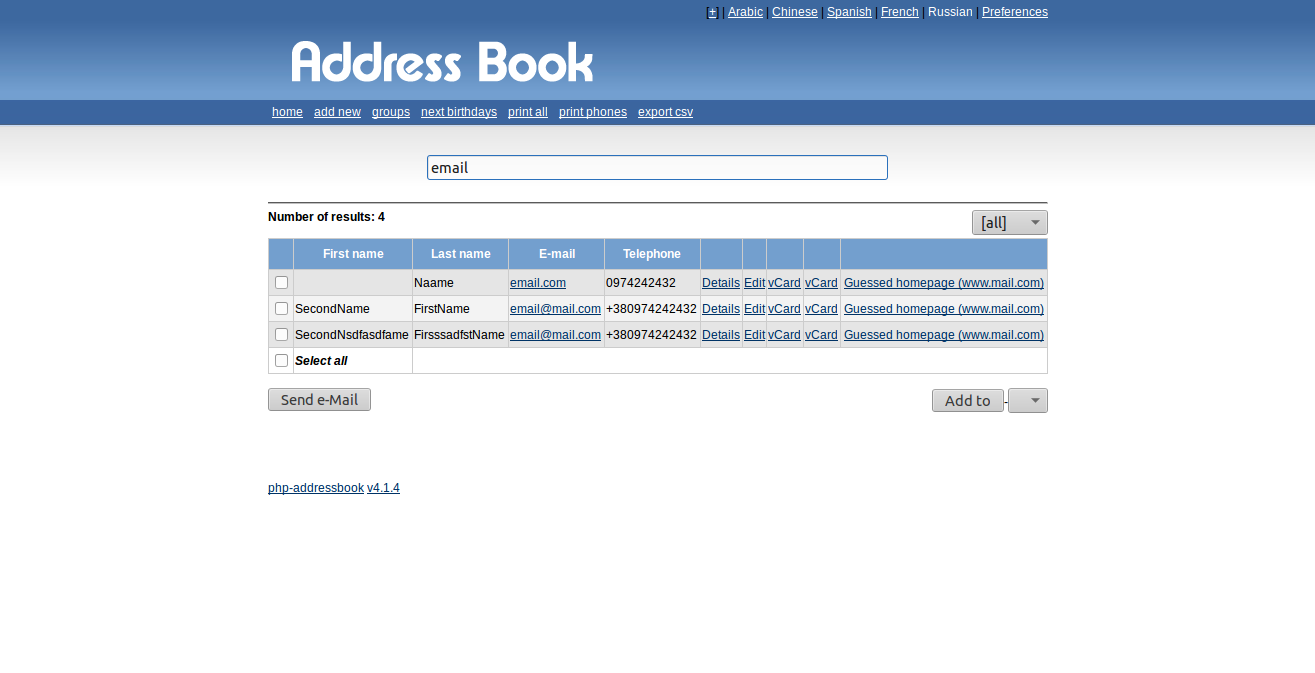 [+] | Arabic | Chinese | Spanish | French | Russian | Preferences
Address Book
home add new groups next birthdays print all print phones export csv
email
Number of results: 4
[all]
First name Last name E-mail Telephone
Naame email.com 0974242432 Details Edit vCard vCard Guessed homepage (www.mail.com)
SecondName FirstName email@mail.com +380974242432 Details Edit vCard vCard Guessed homepage (www.mail.com)
SecondNsdfasdfame FirsssadfstName email@mail.com +380974242432 Details Edit vCard vCard Guessed homepage (www.mail.com)
Select all
Send e-Mail Add to -
php-addressbook v4.1.4